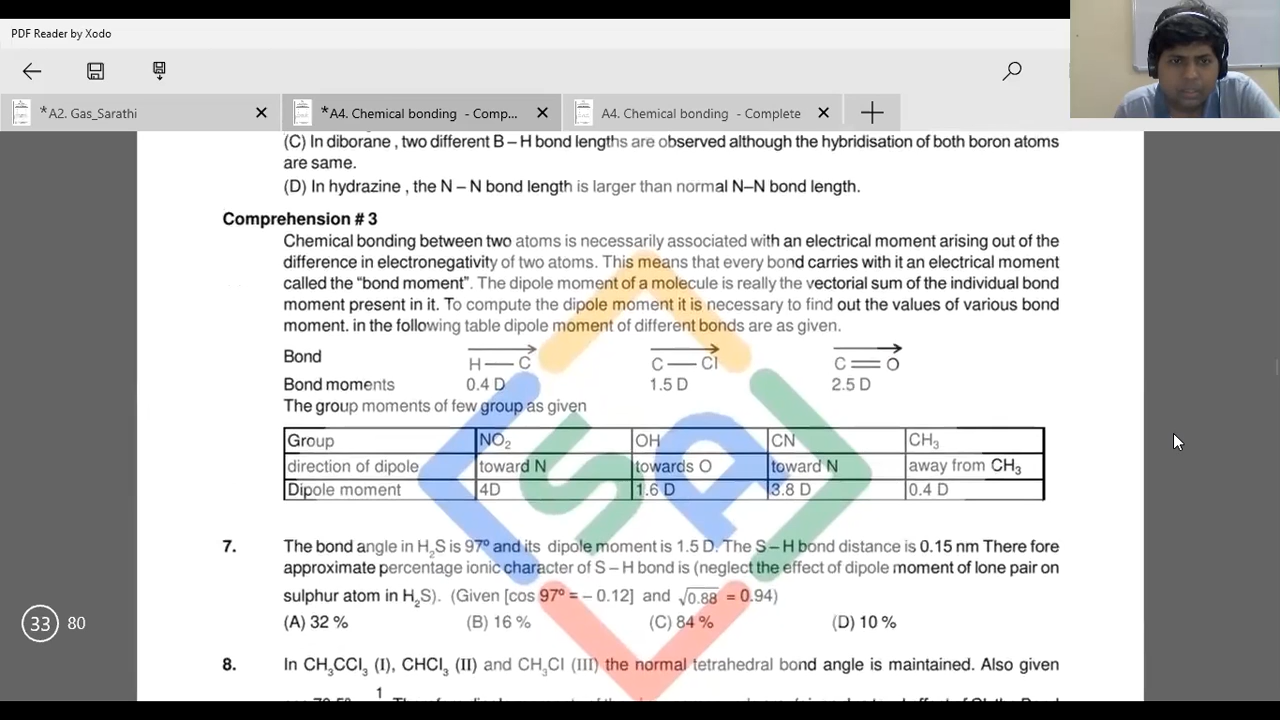 PDF Reader by Xodo
*A2. Gas_Sarathi
*A4. Chemical bonding - Comp...
A4. Chemical bonding - Complete
(C) In diborane , two different B – H bond lengths are observed although the hybridisation of both boron atoms
are same.
(D) In hydrazine , the N – N bond length is larger than normal N–N bond length.
Comprehension # 3
Chemical bonding between two atoms is necessarily associated with an electrical moment arising out of the
difference in electronegativity of two atoms. This means that every bond carries with it an electrical moment
called the “bond moment”. The dipole moment of a molecule is really the vectorial sum of the individual bond
moment present in it. To compute the dipole moment it is necessary to find out the values of various bond
moment. in the following table dipole moment of different bonds are as given.
Bond H — C C — Cl C = O
Bond moments 0.4 D 1.5 D 2.5 D
The group moments of few group as given
Group NO₂ OH CN CH₃
direction of dipole toward N towards O toward N away from CH₃
Dipole moment 4D 1.6 D 3.8 D 0.4 D
7. The bond angle in H₂S is 97º and its dipole moment is 1.5 D. The S – H bond distance is 0.15 nm There fore
approximate percentage ionic character of S – H bond is (neglect the effect of dipole moment of lone pair on
sulphur atom in H₂S). (Given [cos 97º = – 0.12] and √0.88 = 0.94)
(A) 32 % (B) 16 % (C) 84 % (D) 10 %
33 80
8. In CH₃CCl₃ (I), CHCl₃ (II) and CH₃Cl (III) the normal tetrahedral bond angle is maintained. Also given
1
SA